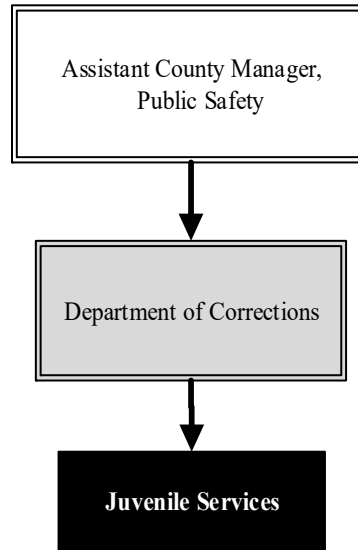 Assistant County Manager,
Public Safety
Department of Corrections
Juvenile Services